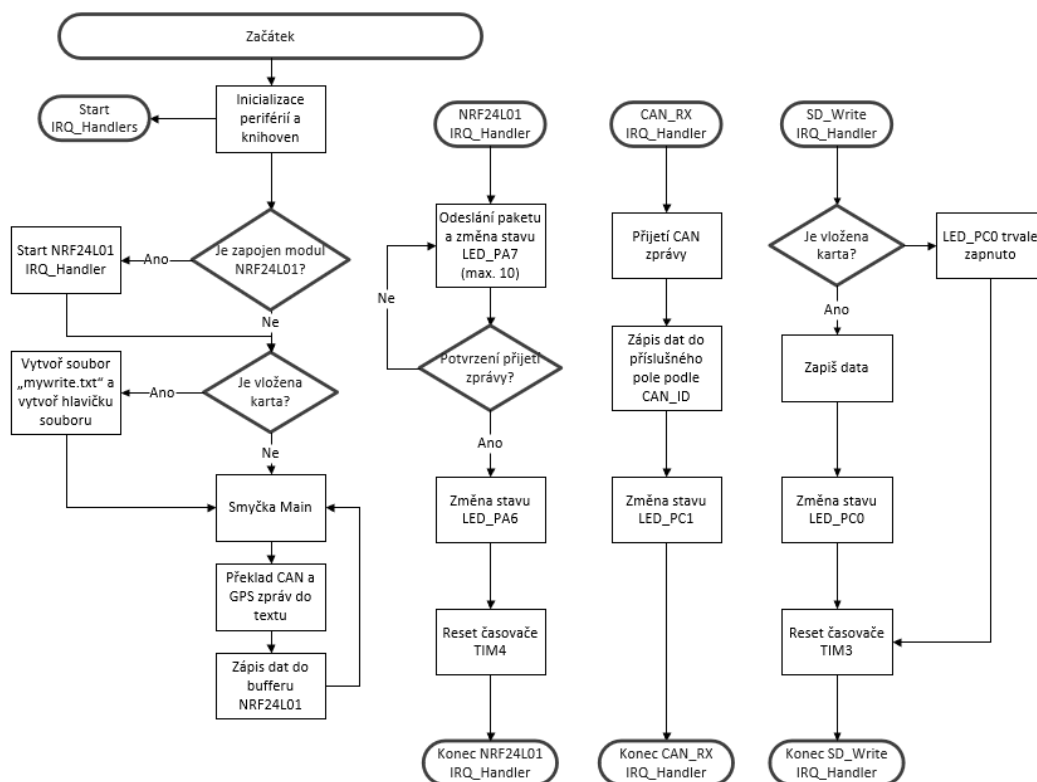 Začátek
Start
IRQ_Handlers
Inicializace
periférií a
knihoven
Je zapojen modul
NRF24L01?
Ano
Start NRF24L01
IRQ_Handler
Ne
Je vložena
karta?
Ano
Vytvoř soubor
„mywrite.txt“ a
vytvoř hlavičku
souboru
Ne
Smyčka Main
Překlad CAN a
GPS zpráv do
textu
Zápis dat do
bufferu
NRF24L01
NRF24L01
IRQ_Handler
Odeslání paketu
a změna stavu
LED_PA7
(max. 10)
Ne
Potvrzení přijetí
zprávy?
Ano
Změna stavu
LED_PA6
Reset časovače
TIM4
Konec NRF24L01
IRQ_Handler
CAN_RX
IRQ_Handler
Přijetí CAN
zprávy
Zápis dat do
příslušného
pole podle
CAN_ID
Změna stavu
LED_PC1
Konec CAN_RX
IRQ_Handler
SD_Write
IRQ_Handler
Je vložena
karta?
LED_PC0 trvale
zapnuto
Ano
Zapiš data
Změna stavu
LED_PC0
Reset časovače
TIM3
Konec SD_Write
IRQ_Handler